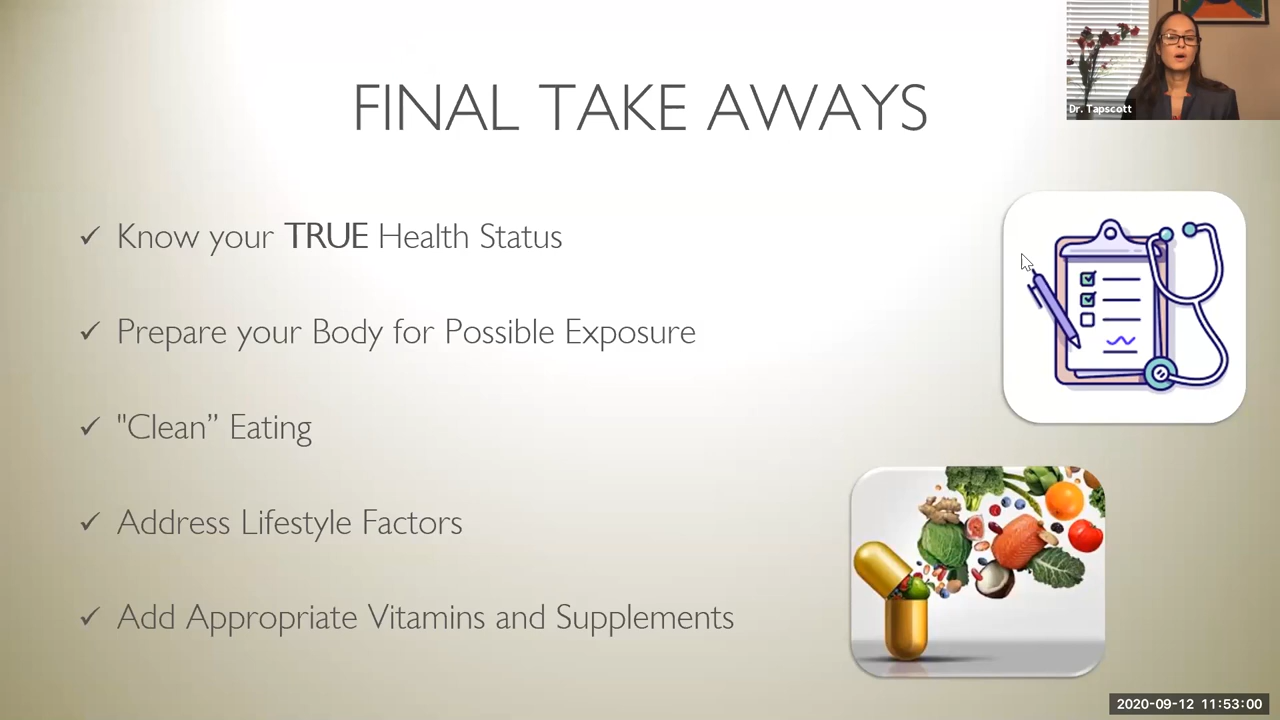 FINAL TAKE AWAYS
Dr. Tapscott
Know your TRUE Health Status
Prepare your Body for Possible Exposure
"Clean” Eating
Address Lifestyle Factors
Add Appropriate Vitamins and Supplements
2020-09-12 11:53:00